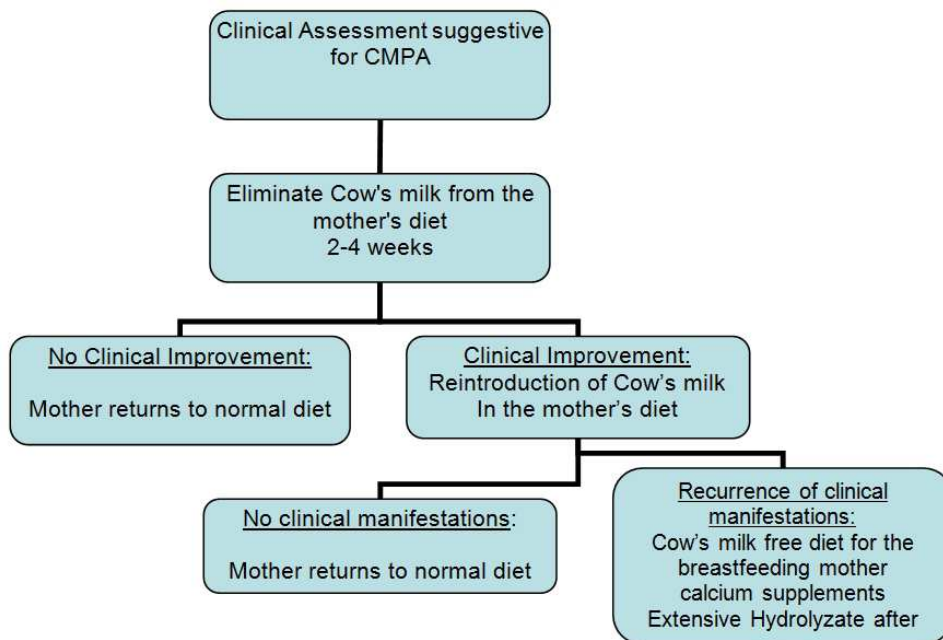 Clinical Assessment suggestive
for CMPA
Eliminate Cow's milk from the
mother's diet
2-4 weeks
No Clinical Improvement:
Mother returns to normal diet
Clinical Improvement:
Reintroduction of Cow’s milk
In the mother’s diet
No clinical manifestations:
Mother returns to normal diet
Recurrence of clinical
manifestations:
Cow’s milk free diet for the
breastfeeding mother
calcium supplements
Extensive Hydrolyzate after